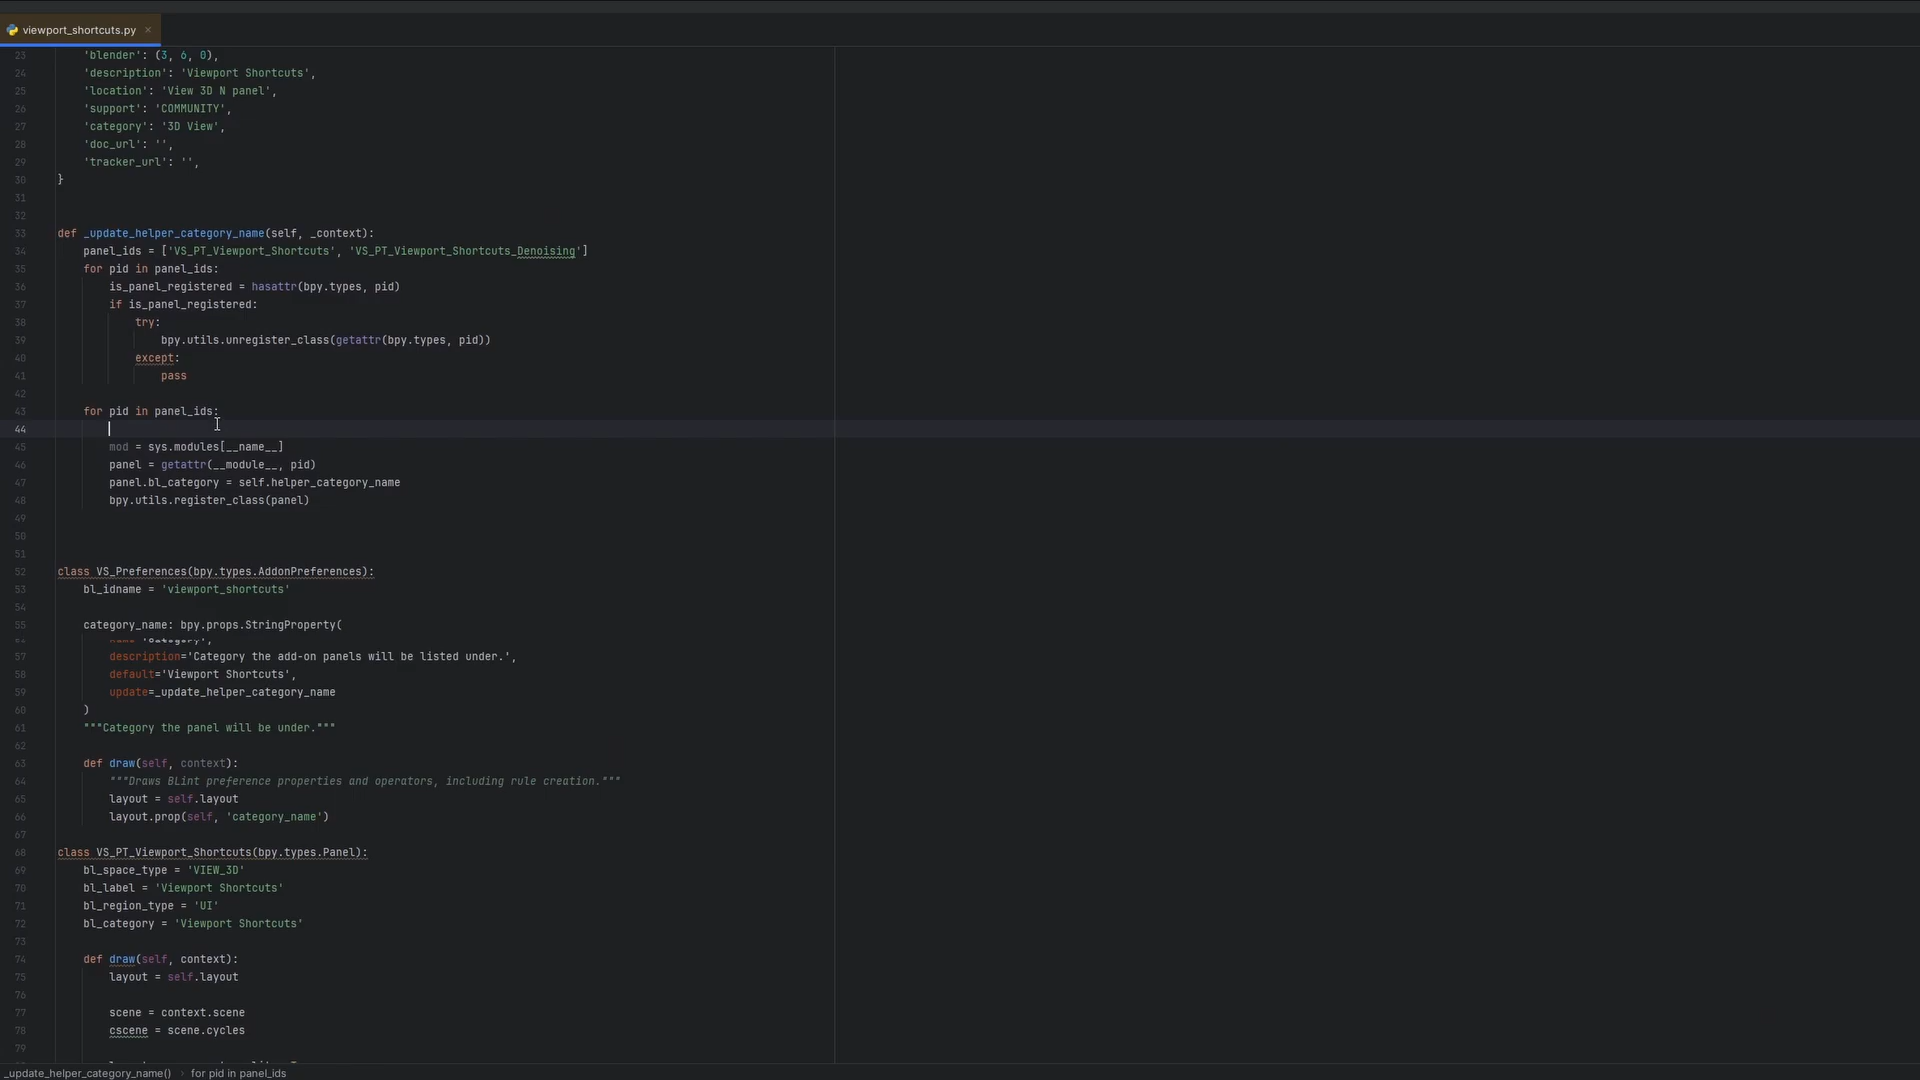 viewport_shortcuts.py ×
23 'blender': (3, 6, 0),
24 'description': 'Viewport Shortcuts',
25 'location': 'View 3D N panel',
26 'support': 'COMMUNITY',
27 'category': '3D View',
28 'doc_url': '',
29 'tracker_url': '',
30 }
31
32
33 def _update_helper_category_name(self, _context):
34 panel_ids = ['VS_PT_Viewport_Shortcuts', 'VS_PT_Viewport_Shortcuts_Denoising']
35 for pid in panel_ids:
36 is_panel_registered = hasattr(bpy.types, pid)
37 if is_panel_registered:
38 try:
39 bpy.utils.unregister_class(getattr(bpy.types, pid))
40 except:
41 pass
42
43 for pid in panel_ids:
44
45 mod = sys.modules[__name__]
46 panel = getattr(__module__, pid)
47 panel.bl_category = self.helper_category_name
48 bpy.utils.register_class(panel)
49
50
51
52 class VS_Preferences(bpy.types.AddonPreferences):
53 bl_idname = 'viewport_shortcuts'
54
55 category_name: bpy.props.StringProperty(
57 description='Category the add-on panels will be listed under.',
58 default='Viewport Shortcuts',
59 update=_update_helper_category_name
60 )
61 """Category the panel will be under."""
62
63 def draw(self, context):
64 """Draws BLint preference properties and operators, including rule creation."""
65 layout = self.layout
66 layout.prop(self, 'category_name')
67
68 class VS_PT_Viewport_Shortcuts(bpy.types.Panel):
69 bl_space_type = 'VIEW_3D'
70 bl_label = 'Viewport Shortcuts'
71 bl_region_type = 'UI'
72 bl_category = 'Viewport Shortcuts'
73
74 def draw(self, context):
75 layout = self.layout
76
77 scene = context.scene
78 cscene = scene.cycles
79
_update_helper_category_name() › for pid in panel_ids